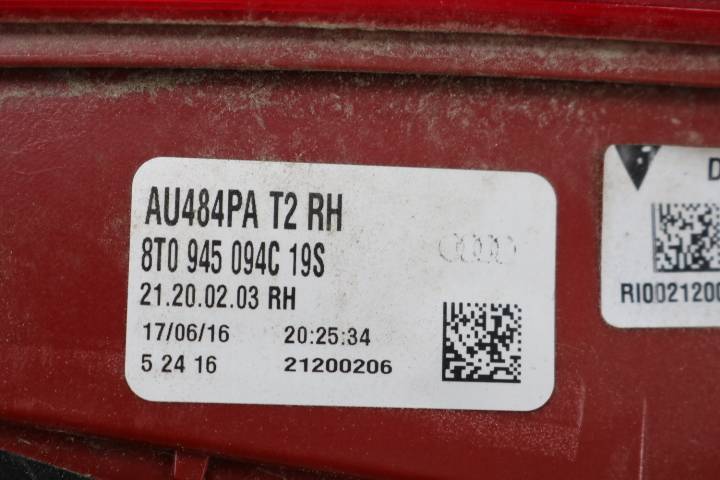 AU484PA T2 RH
8T0 945 094C 19S
21.20.02.03 RH
17/06/16 20:25:34
5 24 16 21200206
D
RI0021200